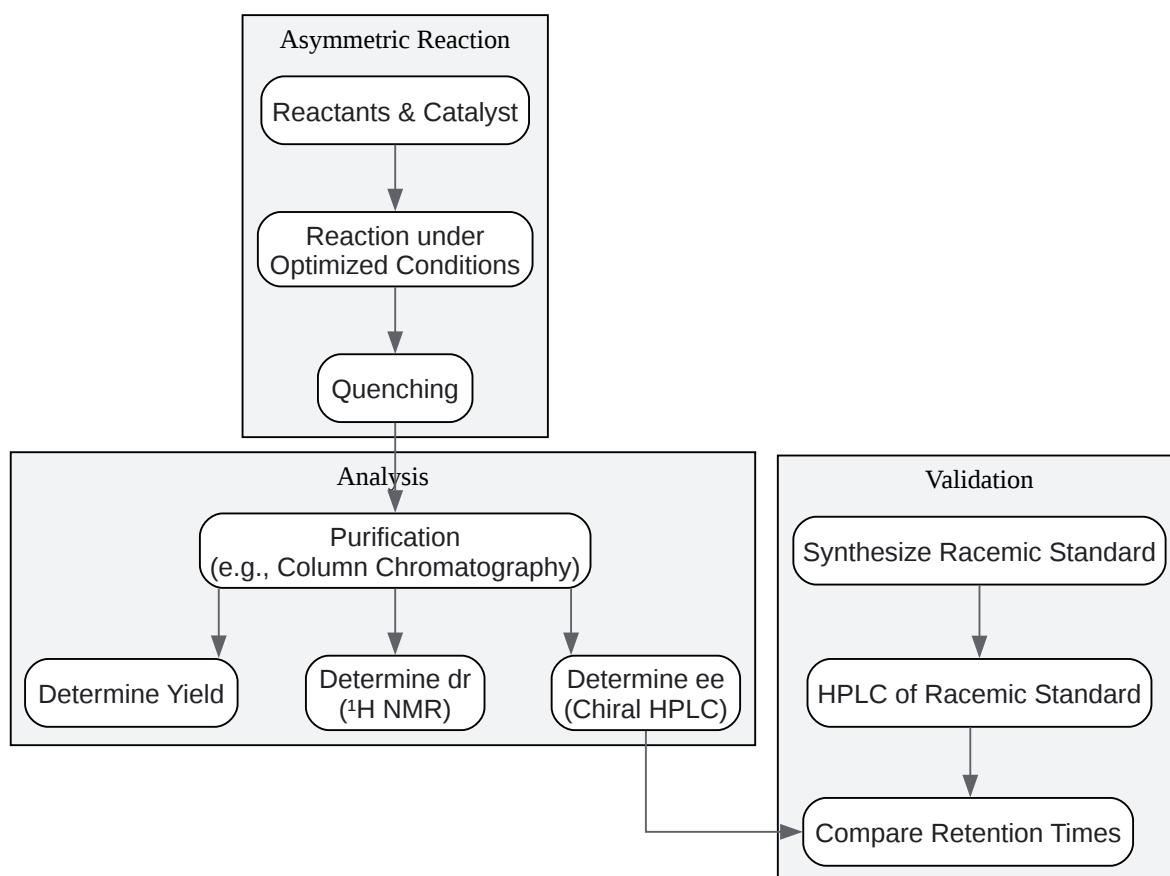 Asymmetric Reaction
Reactants & Catalyst
Reaction under
Optimized Conditions
Quenching
Analysis
Purification
(e.g., Column Chromatography)
Determine Yield
Determine dr
(¹H NMR)
Determine ee
(Chiral HPLC)
Validation
Synthesize Racemic Standard
HPLC of Racemic Standard
Compare Retention Times